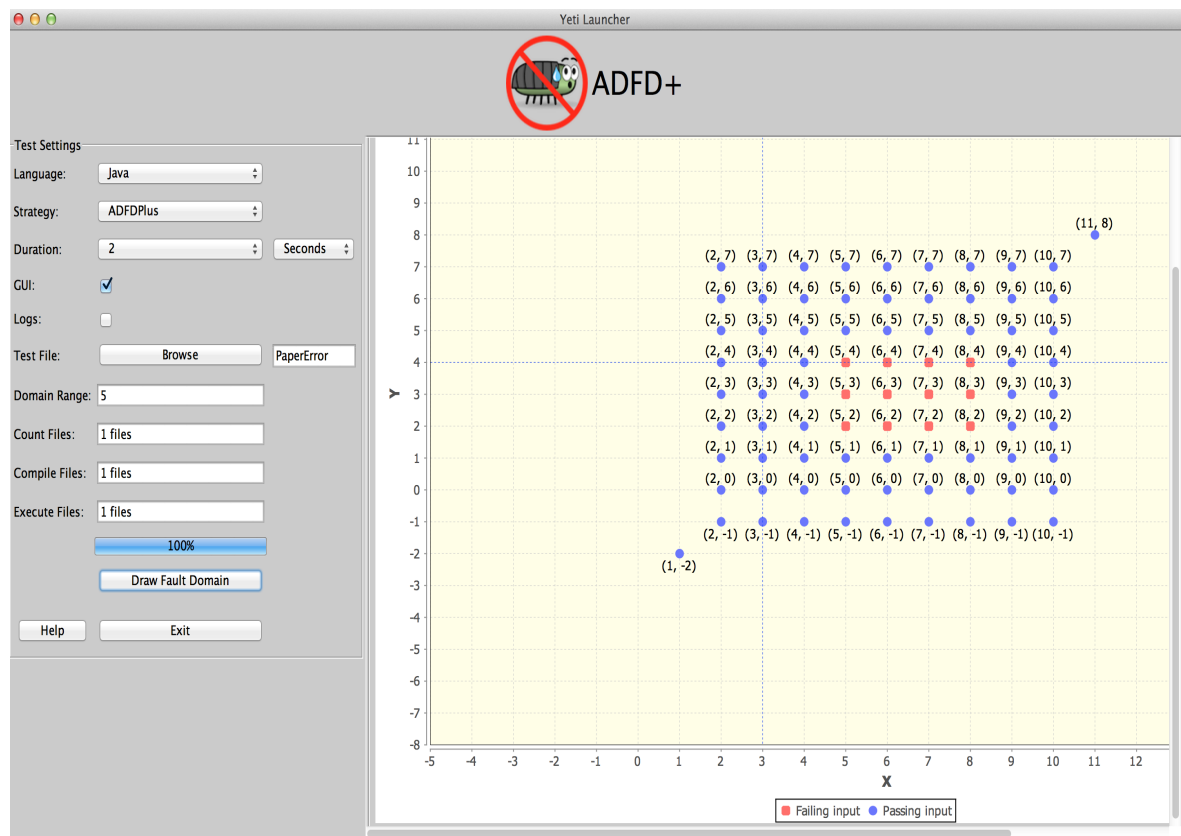 Yeti Launcher
ADFD+
Test Settings
Language: Java
Strategy: ADFDPlus
Duration: 2 Seconds
GUI:
Logs:
Test File: Browse PaperError
Domain Range: 5
Count Files: 1 files
Compile Files: 1 files
Execute Files: 1 files
100%
Draw Fault Domain
Help Exit
11
10
9
(11, 8)
8
(2, 7) (3, 7) (4, 7) (5, 7) (6, 7) (7, 7) (8, 7) (9, 7) (10, 7)
7
(2, 6) (3, 6) (4, 6) (5, 6) (6, 6) (7, 6) (8, 6) (9, 6) (10, 6)
6
(2, 5) (3, 5) (4, 5) (5, 5) (6, 5) (7, 5) (8, 5) (9, 5) (10, 5)
5
(2, 4) (3, 4) (4, 4) (5, 4) (6, 4) (7, 4) (8, 4) (9, 4) (10, 4)
4
(2, 3) (3, 3) (4, 3) (5, 3) (6, 3) (7, 3) (8, 3) (9, 3) (10, 3)
Y
3
(2, 2) (3, 2) (4, 2) (5, 2) (6, 2) (7, 2) (8, 2) (9, 2) (10, 2)
2
(2, 1) (3, 1) (4, 1) (5, 1) (6, 1) (7, 1) (8, 1) (9, 1) (10, 1)
1
(2, 0) (3, 0) (4, 0) (5, 0) (6, 0) (7, 0) (8, 0) (9, 0) (10, 0)
0
-1
(2, -1) (3, -1) (4, -1) (5, -1) (6, -1) (7, -1) (8, -1) (9, -1) (10, -1)
-2
(1, -2)
-3
-4
-5
-6
-7
-8
-5 -4 -3 -2 -1 0 1 2 3 4 5 6 7 8 9 10 11 12
X
Failing input Passing input